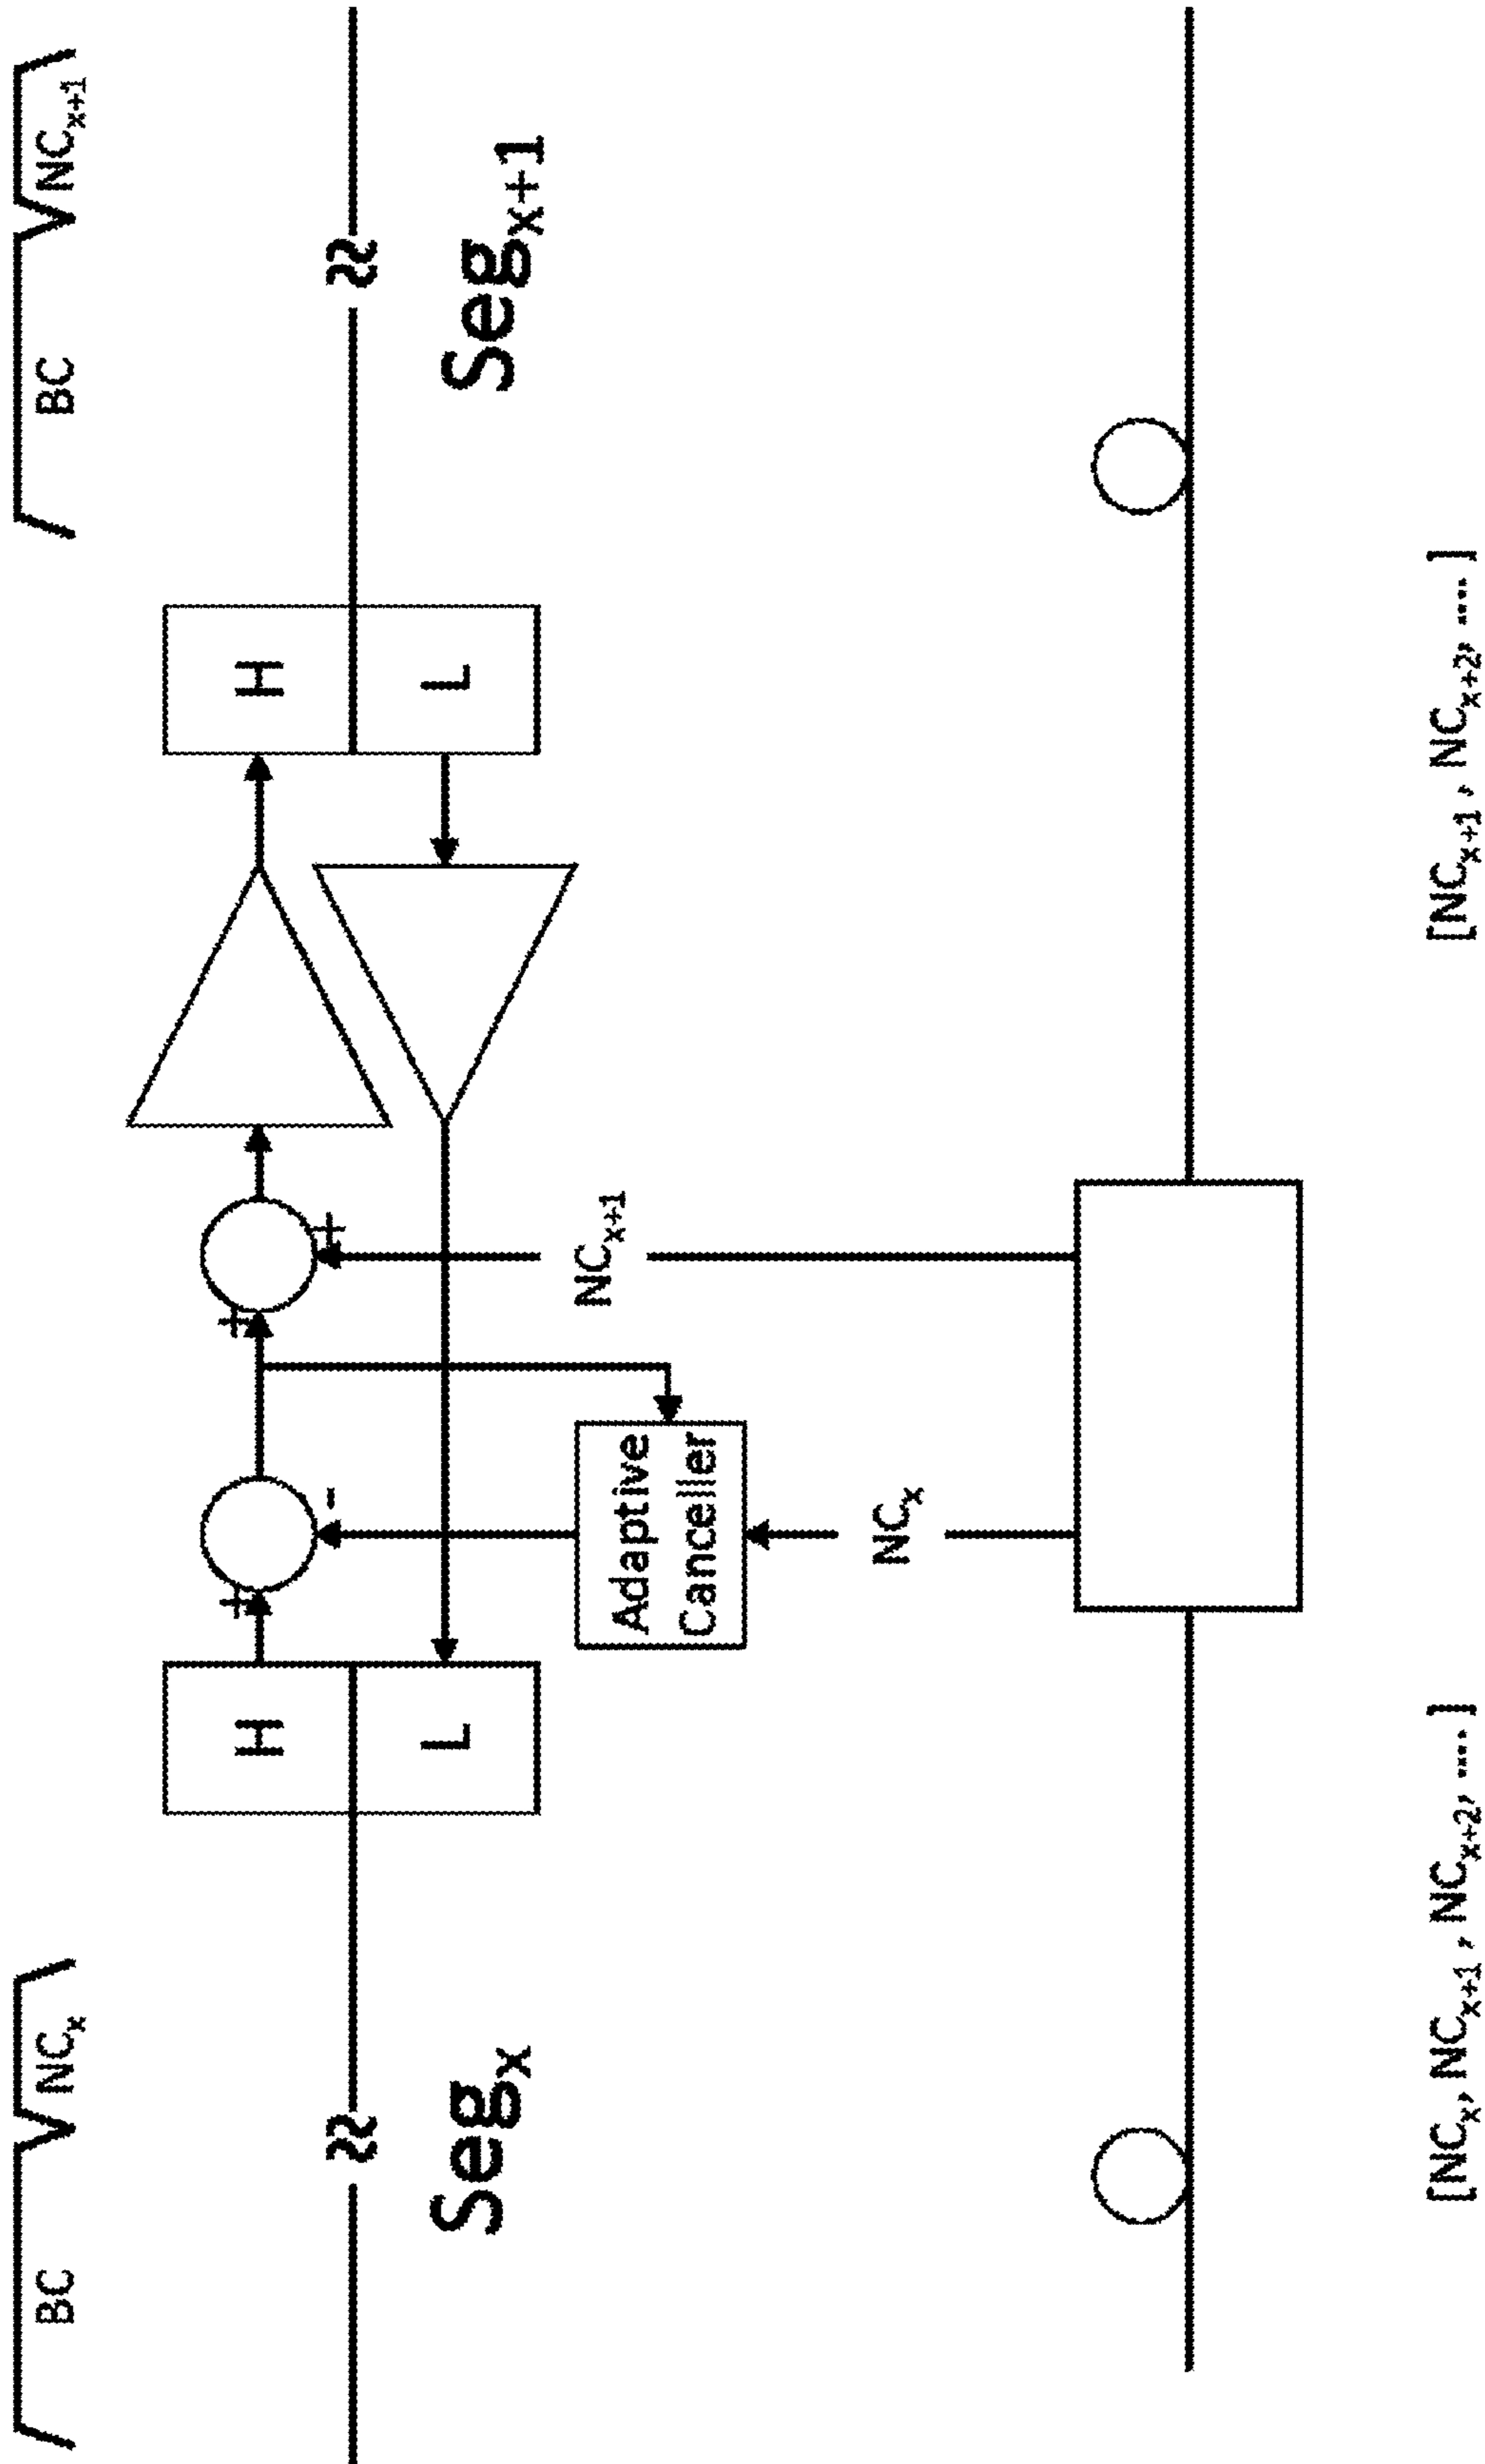 BC NCₓ BC NCₓ₊₁
H H
+ - + +
L L
Segₓ Segₓ₊₁
Adaptive
Canceller
NCₓ₊₁
NCₓ
[NCₓ, NCₓ₊₁ , NCₓ₊₂, ....] [NCₓ₊₁ , NCₓ₊₂, ....]